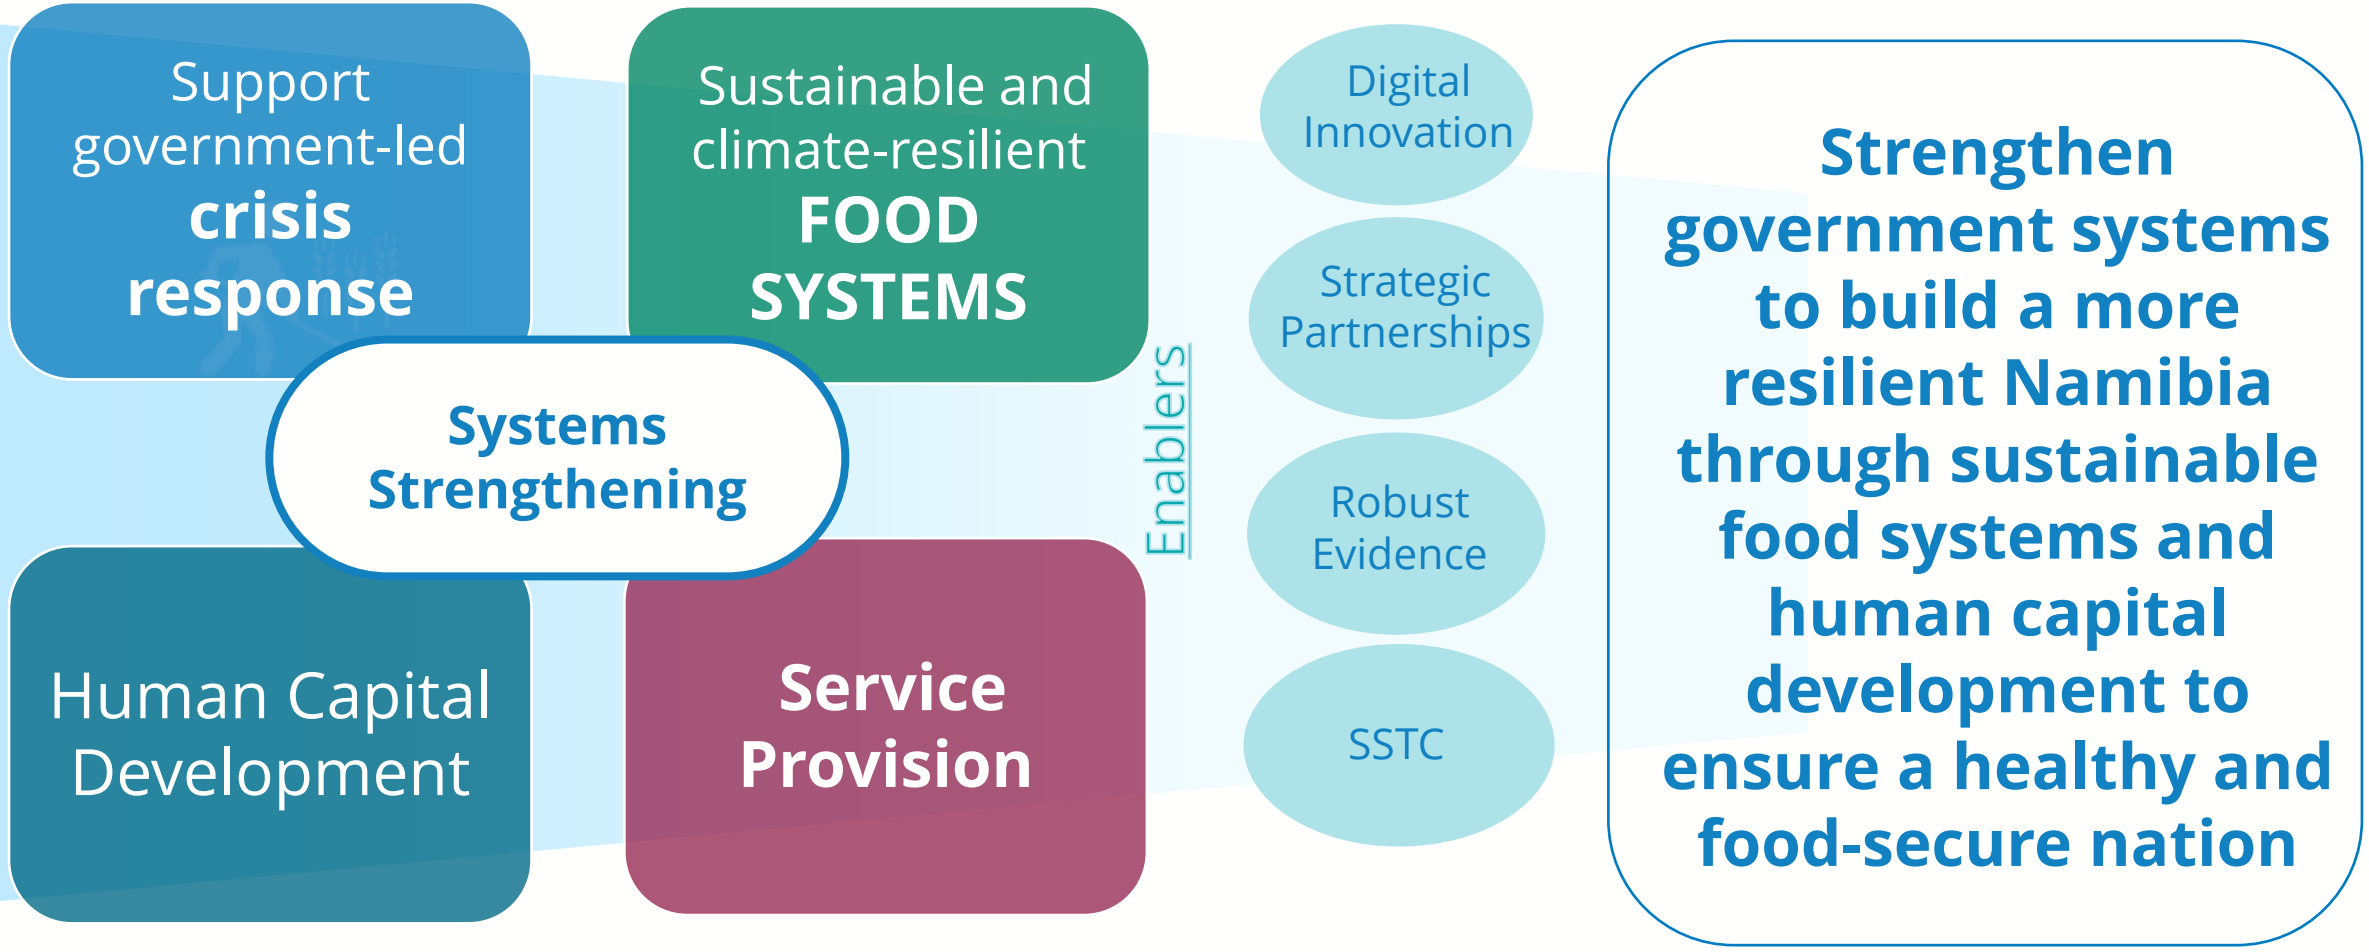 Support
government-led
crisis
response
Sustainable and
climate-resilient
FOOD
SYSTEMS
Systems
Strengthening
Human Capital
Development
Service
Provision
Enablers
Digital
Innovation
Strategic
Partnerships
Robust
Evidence
SSTC
Strengthen
government systems
to build a more
resilient Namibia
through sustainable
food systems and
human capital
development to
ensure a healthy and
food-secure nation